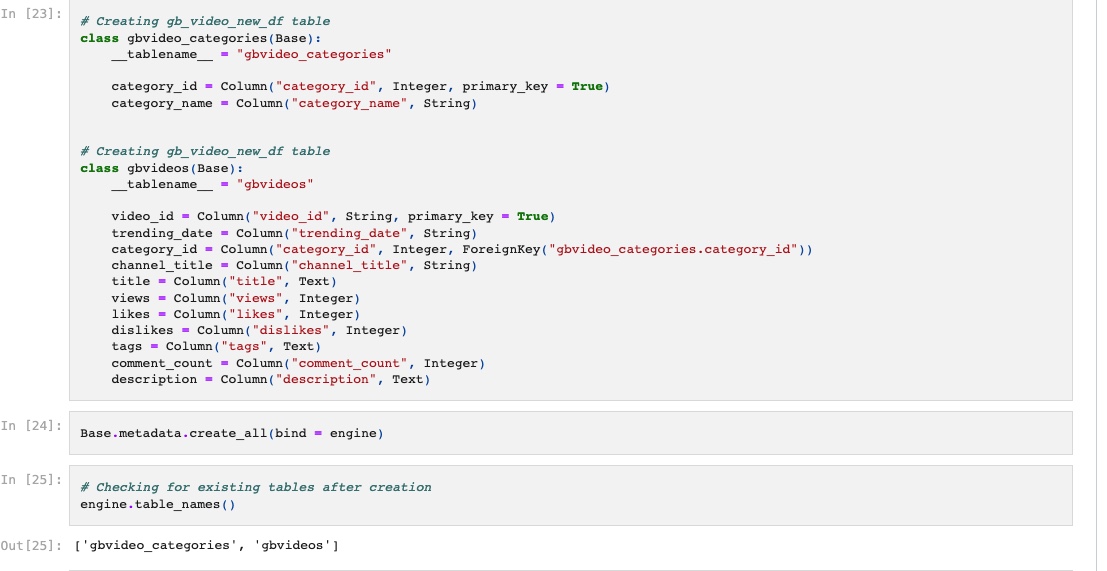 In [23]:
# Creating gb_video_new_df table
class gbvideo_categories(Base):
    __tablename__ = "gbvideo_categories"
    category_id = Column("category_id", Integer, primary_key = True)
    category_name = Column("category_name", String)
# Creating gb_video_new_df table
class gbvideos(Base):
    __tablename__ = "gbvideos"
    video_id = Column("video_id", String, primary_key = True)
    trending_date = Column("trending_date", String)
    category_id = Column("category_id", Integer, ForeignKey("gbvideo_categories.category_id"))
    channel_title = Column("channel_title", String)
    title = Column("title", Text)
    views = Column("views", Integer)
    likes = Column("likes", Integer)
    dislikes = Column("dislikes", Integer)
    tags = Column("tags", Text)
    comment_count = Column("comment_count", Integer)
    description = Column("description", Text)
In [24]:
Base.metadata.create_all(bind = engine)
In [25]:
# Checking for existing tables after creation
engine.table_names()
Out[25]: ['gbvideo_categories', 'gbvideos']